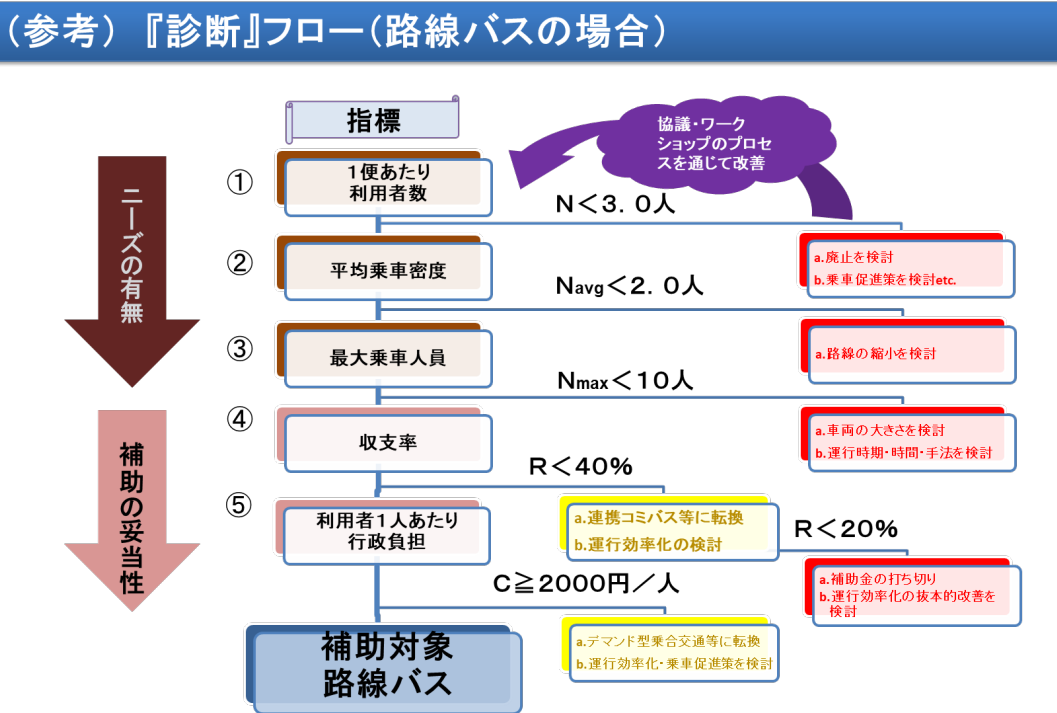 （参考）『診断』フロー（路線バスの場合）
指標
協議・ワーク
ショップのプロセ
スを通じて改善
ニーズの有無
①
１便あたり
利用者数
N＜３．０人
a.廃止を検討
b.乗車促進策を検討etc.
②
平均乗車密度
Navg＜２．０人
a.路線の縮小を検討
③
最大乗車人員
Nmax＜１０人
a.車両の大きさを検討
b.運行時期・時間・手法を検討
補助の妥当性
④
収支率
R＜40％
a.連携コミバス等に転換
b.運行効率化の検討
R＜20％
a.補助金の打ち切り
b.運行効率化の抜本的改善を
検討
⑤
利用者１人あたり
行政負担
C≧2000円／人
a.デマンド型乗合交通等に転換
b.運行効率化・乗車促進策を検討
補助対象
路線バス